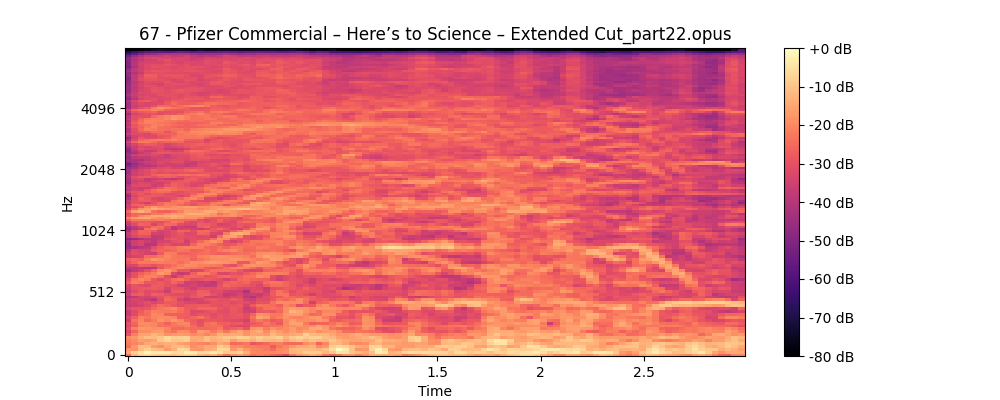 67 - Pfizer Commercial – Here’s to Science – Extended Cut_part22.opus
Hz
4096
2048
1024
512
0
0
0.5
1
1.5
2
2.5
Time
+0 dB
-10 dB
-20 dB
-30 dB
-40 dB
-50 dB
-60 dB
-70 dB
-80 dB